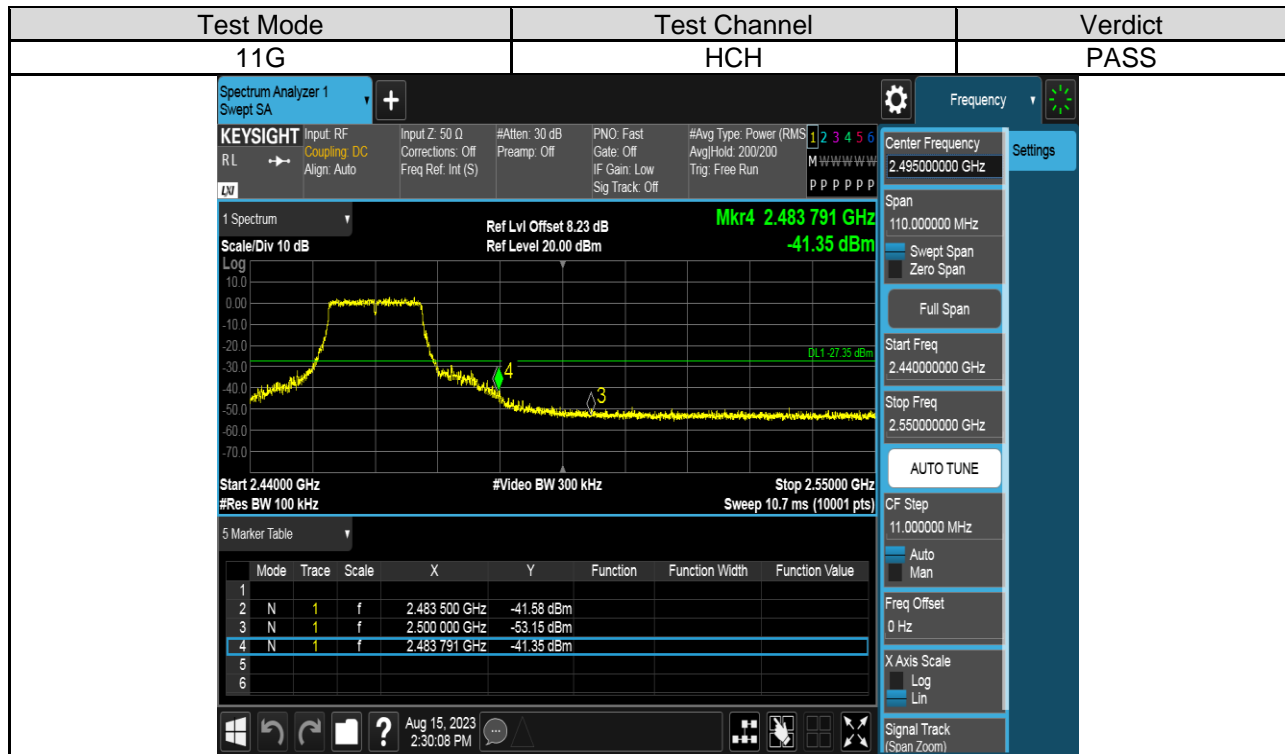 Test Mode Test Channel Verdict
11G HCH PASS
Spectrum Analyzer 1
Swept SA
Frequency
KEYSIGHT Input: RF Input Z: 50 Ω #Atten: 30 dB PNO: Fast #Avg Type: Power (RMS 1 2 3 4 5 6
RL Coupling: DC Corrections: Off Preamp: Off Gate: Off Avg|Hold: 200/200 M W W W W W
Align: Auto Freq Ref: Int (S) IF Gain: Low Trig: Free Run
LXI Sig Track: Off P P P P P P
1 Spectrum Ref Lvl Offset 8.23 dB Mkr4 2.483 791 GHz
Scale/Div 10 dB Ref Level 20.00 dBm -41.35 dBm
Log
10.0
0.00
-10.0
-20.0
DL1 -27.35 dBm
-30.0
4
-40.0
3
-50.0
-60.0
-70.0
Start 2.44000 GHz #Video BW 300 kHz Stop 2.55000 GHz
#Res BW 100 kHz Sweep 10.7 ms (10001 pts)
5 Marker Table
Mode Trace Scale X Y Function Function Width Function Value
1
2 N 1 f 2.483 500 GHz -41.58 dBm
3 N 1 f 2.500 000 GHz -53.15 dBm
4 N 1 f 2.483 791 GHz -41.35 dBm
5
6
Aug 15, 2023
2:30:08 PM
Center Frequency
2.495000000 GHz
Settings
Span
110.000000 MHz
Swept Span
Zero Span
Full Span
Start Freq
2.440000000 GHz
Stop Freq
2.550000000 GHz
AUTO TUNE
CF Step
11.000000 MHz
Auto
Man
Freq Offset
0 Hz
X Axis Scale
Log
Lin
Signal Track
(Span Zoom)